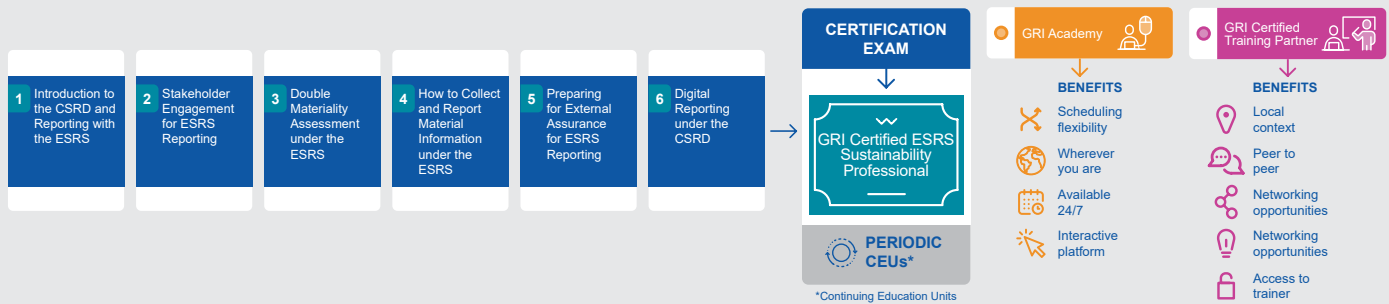 1
Introduction to
the CSRD and
Reporting with
the ESRS
2
Stakeholder
Engagement
for ESRS
Reporting
3
Double
Materiality
Assessment
under the
ESRS
4
How to Collect
and Report
Material
Information
under the
ESRS
5
Preparing
for External
Assurance
for ESRS
Reporting
6
Digital
Reporting
under the
CSRD
CERTIFICATION
EXAM
GRI Certified ESRS
Sustainability
Professional
PERIODIC
CEUs*
*Continuing Education Units
GRI Academy
BENEFITS
Scheduling
flexibility
Wherever
you are
Available
24/7
Interactive
platform
GRI Certified
Training Partner
BENEFITS
Local
context
Peer to
peer
Networking
opportunities
Networking
opportunities
Access to
trainer